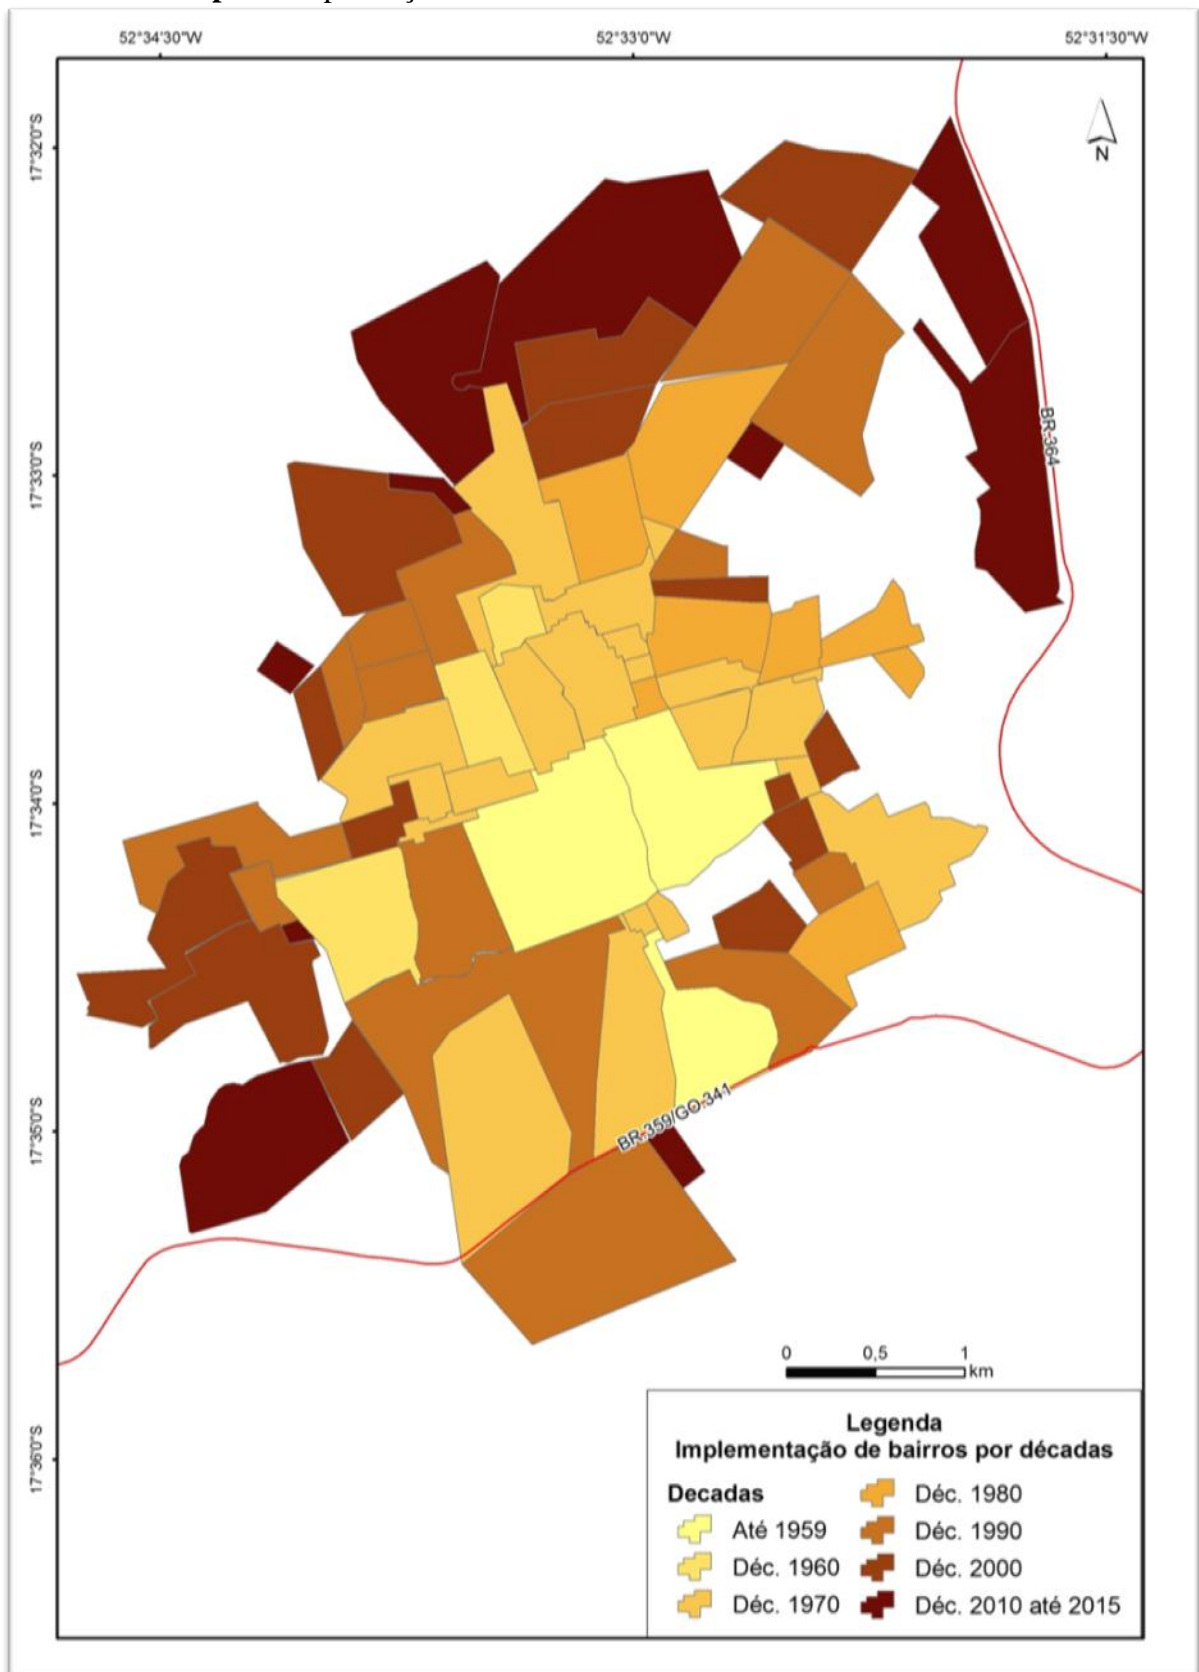 52°34'30"W
52°33'0"W
52°31'30"W
17°32'0"S
N
BR-364
17°33'0"S
17°34'0"S
17°35'0"S
BR-359/GO-341
0 0,5 1
km
17°36'0"S
Legenda
Implementação de bairros por décadas
Decadas
Até 1959
Déc. 1960
Déc. 1970
Déc. 1980
Déc. 1990
Déc. 2000
Déc. 2010 até 2015